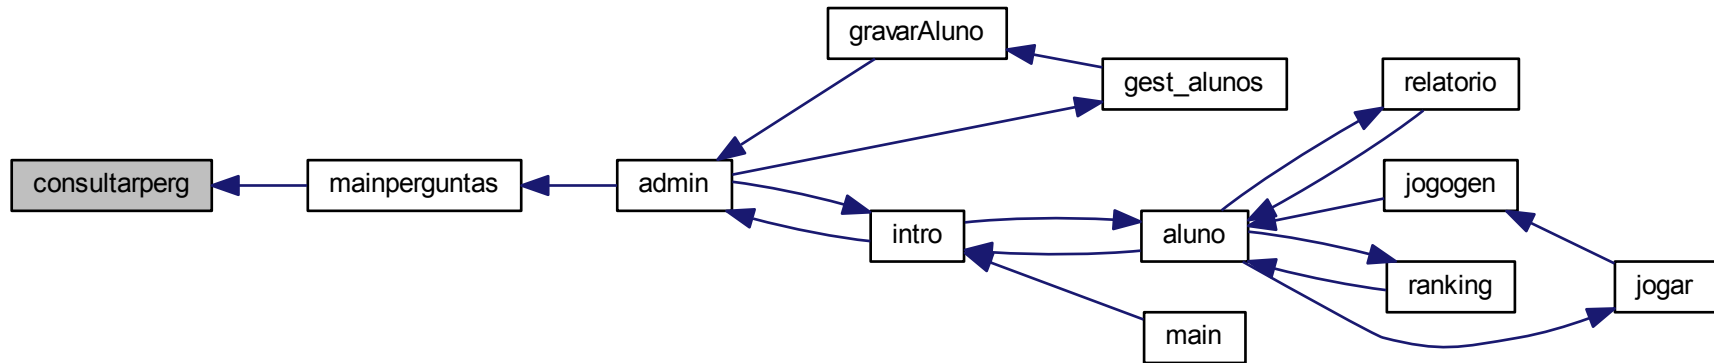 gravarAluno
gest_alunos
relatorio
consultarperg
mainperguntas
admin
jogogen
intro
aluno
ranking
jogar
main